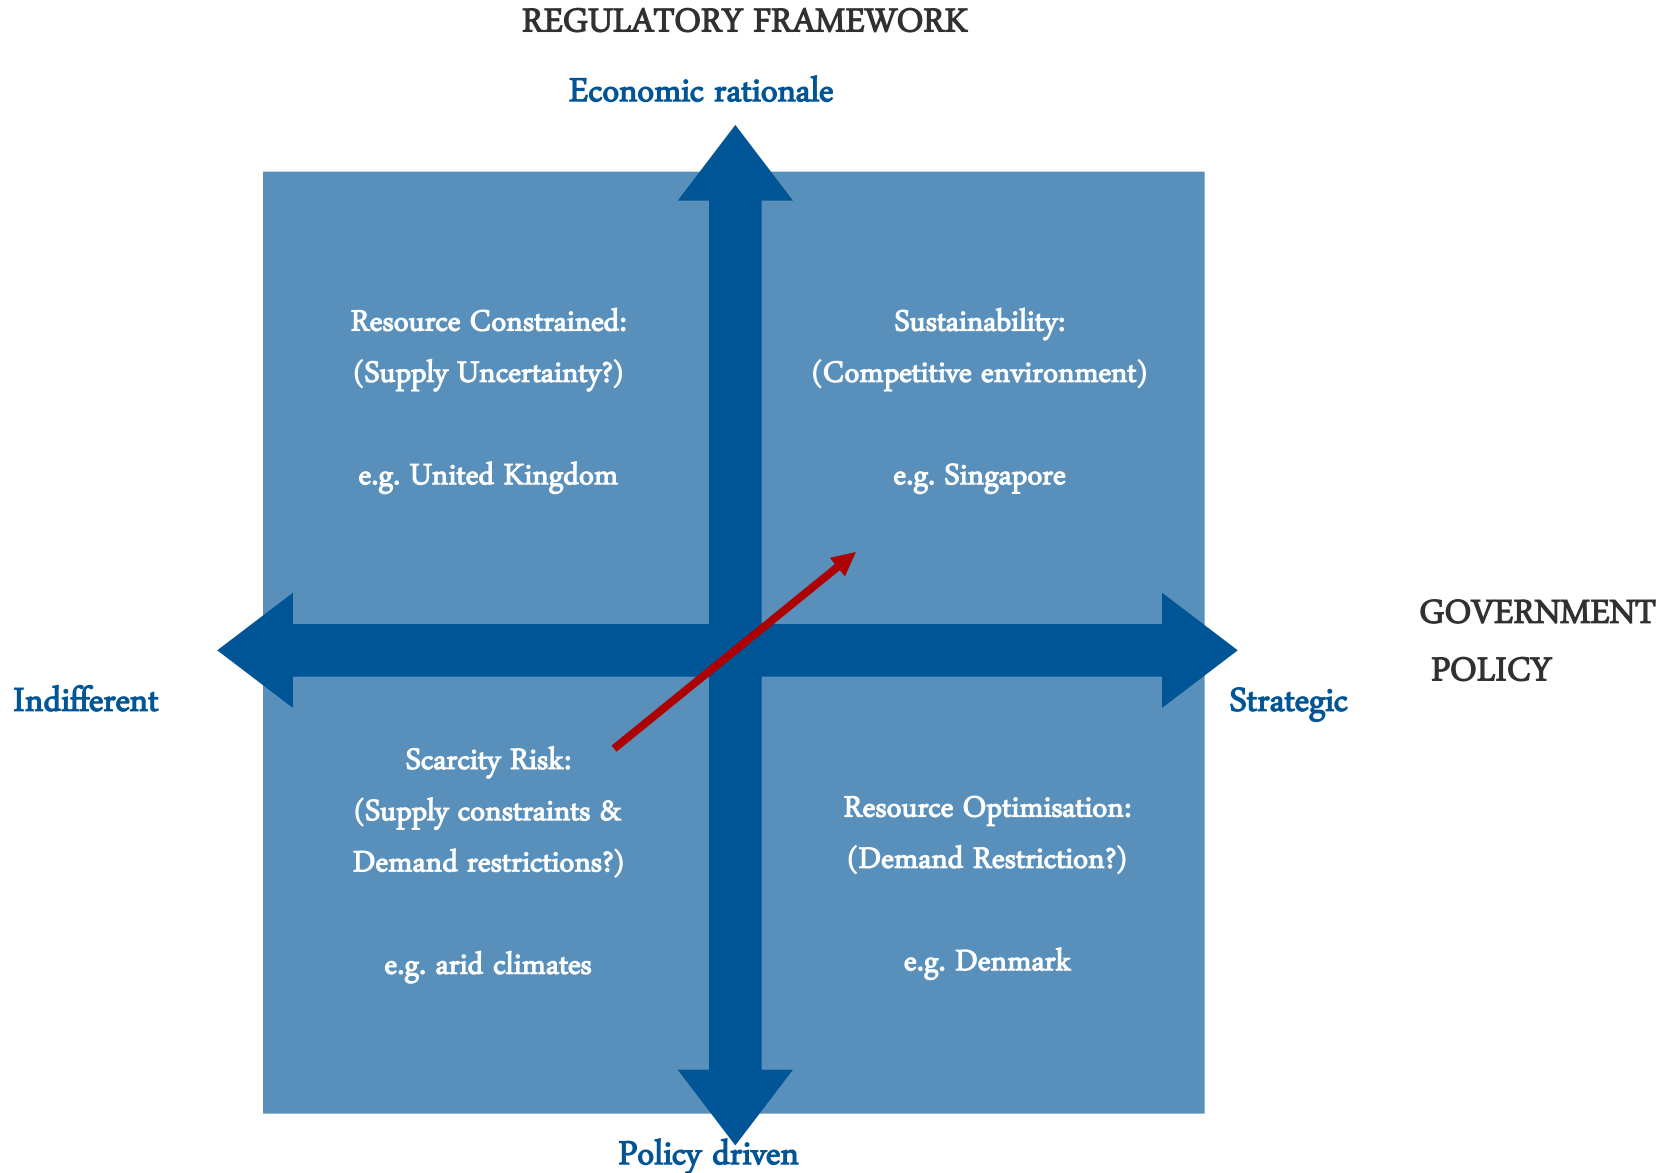 REGULATORY FRAMEWORK
Economic rationale
Resource Constrained:
(Supply Uncertainty?)
e.g. United Kingdom
Sustainability:
(Competitive environment)
e.g. Singapore
GOVERNMENT
POLICY
Indifferent
Strategic
Scarcity Risk:
(Supply constraints &
Demand restrictions?)
e.g. arid climates
Resource Optimisation:
(Demand Restriction?)
e.g. Denmark
Policy driven